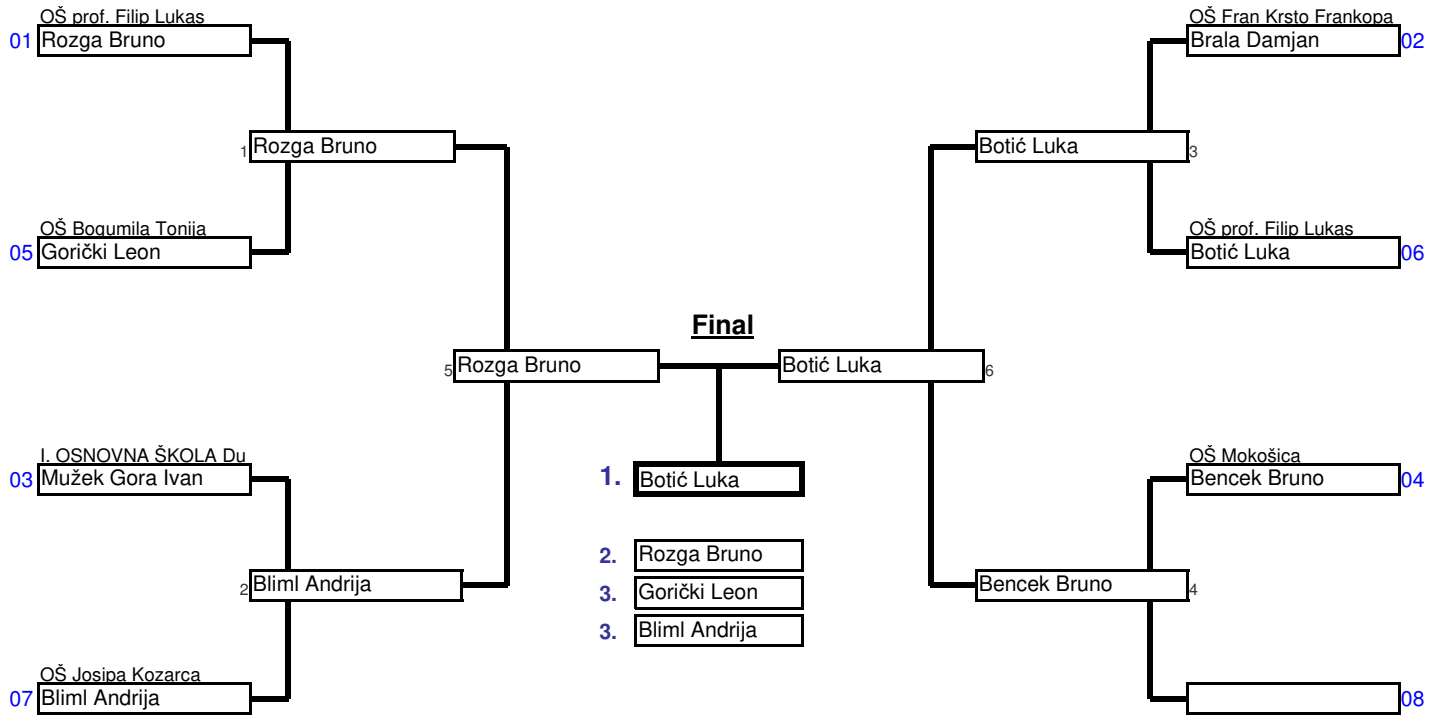 OŠ prof. Filip Lukas
01 Rozga Bruno
1 Rozga Bruno
OŠ Bogumila Tonija
05 Gorički Leon
5 Rozga Bruno
I. OSNOVNA ŠKOLA Du
03 Mužek Gora Ivan
2 Bliml Andrija
OŠ Josipa Kozarca
07 Bliml Andrija
Final
1. Botić Luka
2. Rozga Bruno
3. Gorički Leon
3. Bliml Andrija
OŠ Fran Krsto Frankopa
Brala Damjan 02
Botić Luka 3
OŠ prof. Filip Lukas
Botić Luka 06
Botić Luka 6
OŠ Mokošica
Bencek Bruno 04
Bencek Bruno 4
08